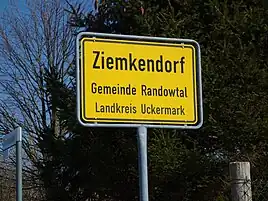 Ziemkendorf
Gemeinde Randowtal
Landkreis Uckermark